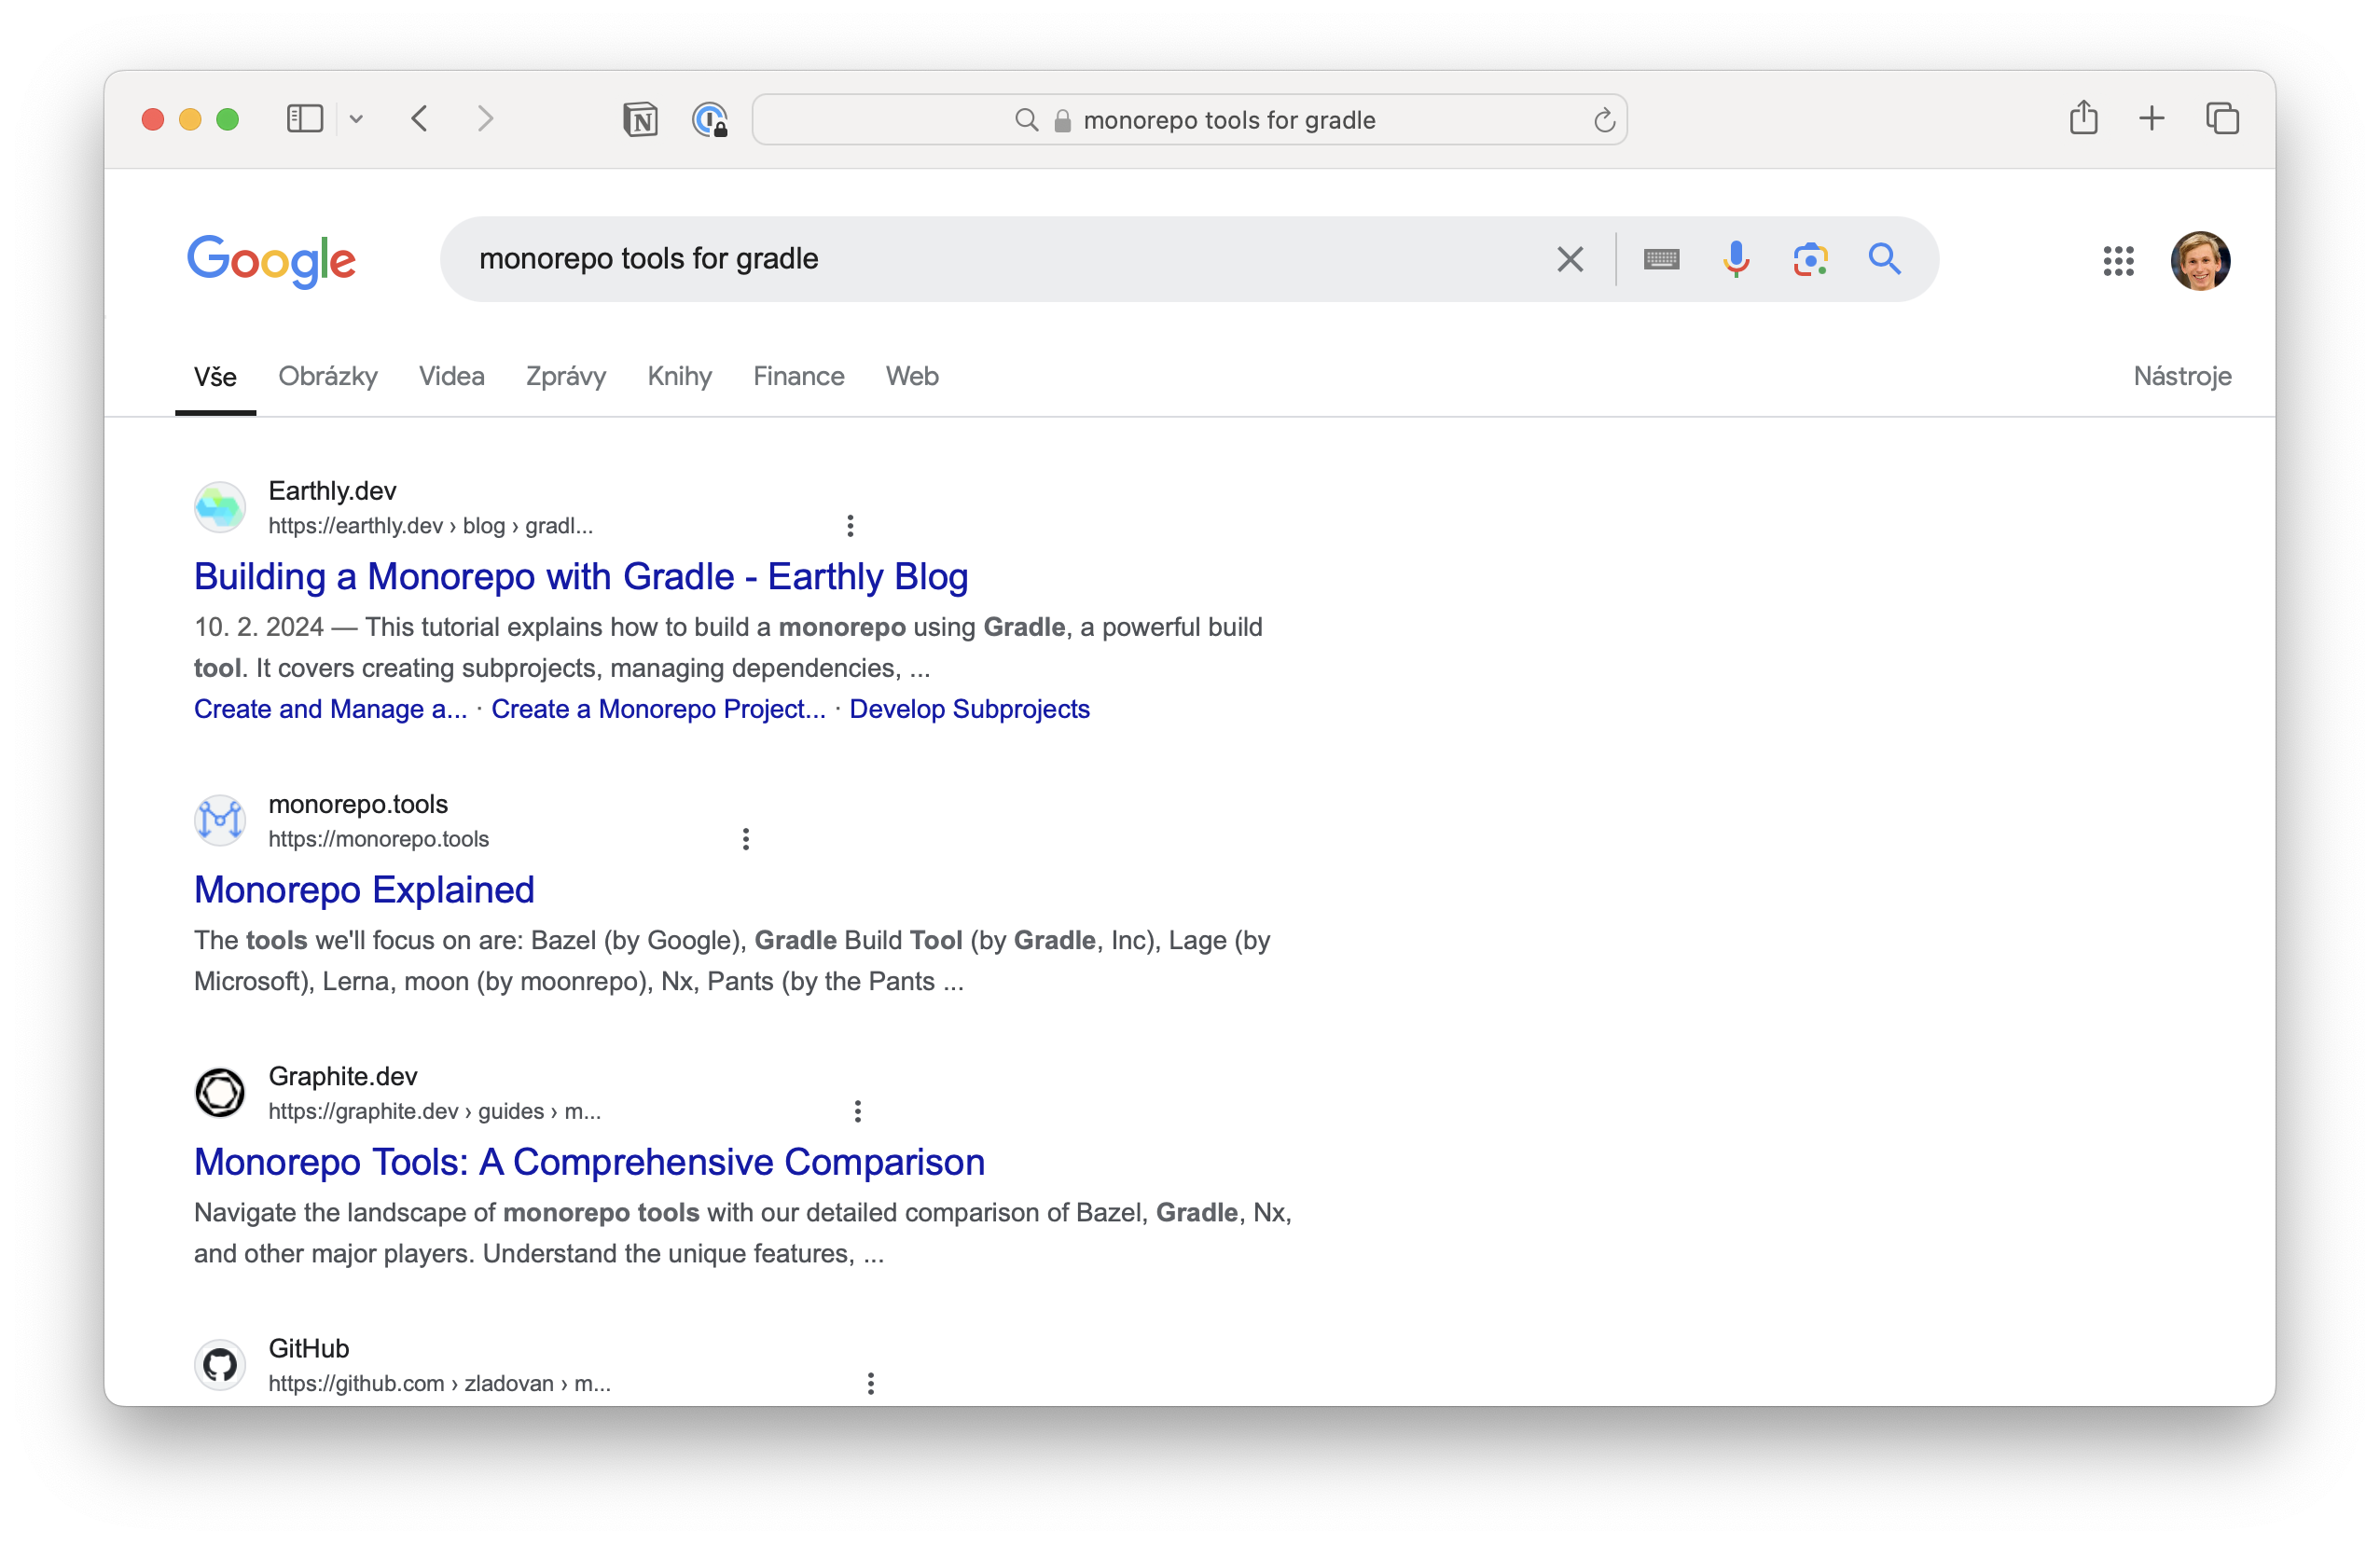 monorepo tools for gradle
Google
monorepo tools for gradle
Vše Obrázky Videa Zprávy Knihy Finance Web Nástroje
Earthly.dev
https://earthly.dev › blog › gradl...
Building a Monorepo with Gradle - Earthly Blog
10. 2. 2024 — This tutorial explains how to build a monorepo using Gradle, a powerful build
tool. It covers creating subprojects, managing dependencies, ...
Create and Manage a... · Create a Monorepo Project... · Develop Subprojects
monorepo.tools
https://monorepo.tools
Monorepo Explained
The tools we'll focus on are: Bazel (by Google), Gradle Build Tool (by Gradle, Inc), Lage (by
Microsoft), Lerna, moon (by moonrepo), Nx, Pants (by the Pants ...
Graphite.dev
https://graphite.dev › guides › m...
Monorepo Tools: A Comprehensive Comparison
Navigate the landscape of monorepo tools with our detailed comparison of Bazel, Gradle, Nx,
and other major players. Understand the unique features, ...
GitHub
https://github.com › zladovan › m...